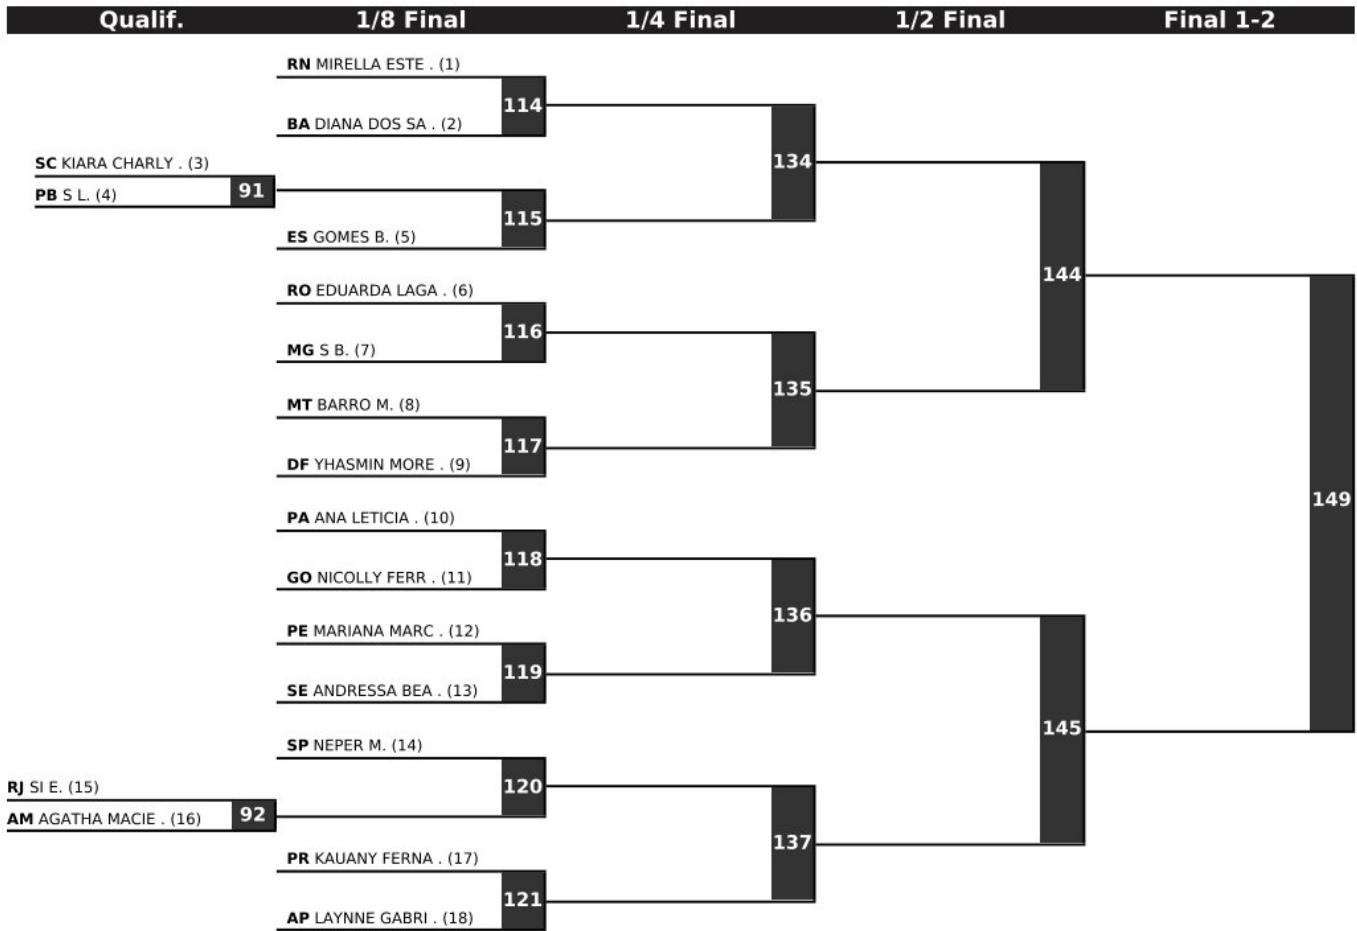 Qualif. 1/8 Final 1/4 Final 1/2 Final Final 1-2
RN MIRELLA ESTE . (1)
114
BA DIANA DOS SA . (2)
134
SC KIARA CHARLY . (3)
91
PB S L. (4)
115
ES GOMES B. (5)
144
RO EDUARDA LAGA . (6)
116
MG S B. (7)
135
MT BARRO M. (8)
117
DF YHASMIN MORE . (9)
149
PA ANA LETICIA . (10)
118
GO NICOLLY FERR . (11)
136
PE MARIANA MARC . (12)
119
SE ANDRESSA BEA . (13)
145
SP NEPER M. (14)
120
RJ SI E. (15)
92
AM AGATHA MACIE . (16)
137
PR KAUANY FERNA . (17)
121
AP LAYNNE GABRI . (18)